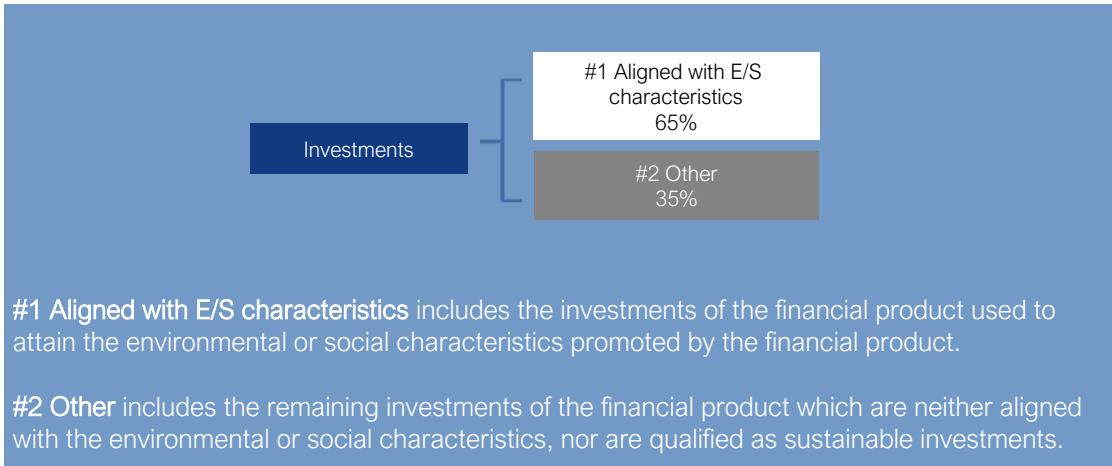 #1 Aligned with E/S
characteristics
65%
Investments
#2 Other
35%
#1 Aligned with E/S characteristics includes the investments of the financial product used to
attain the environmental or social characteristics promoted by the financial product.
#2 Other includes the remaining investments of the financial product which are neither aligned
with the environmental or social characteristics, nor are qualified as sustainable investments.